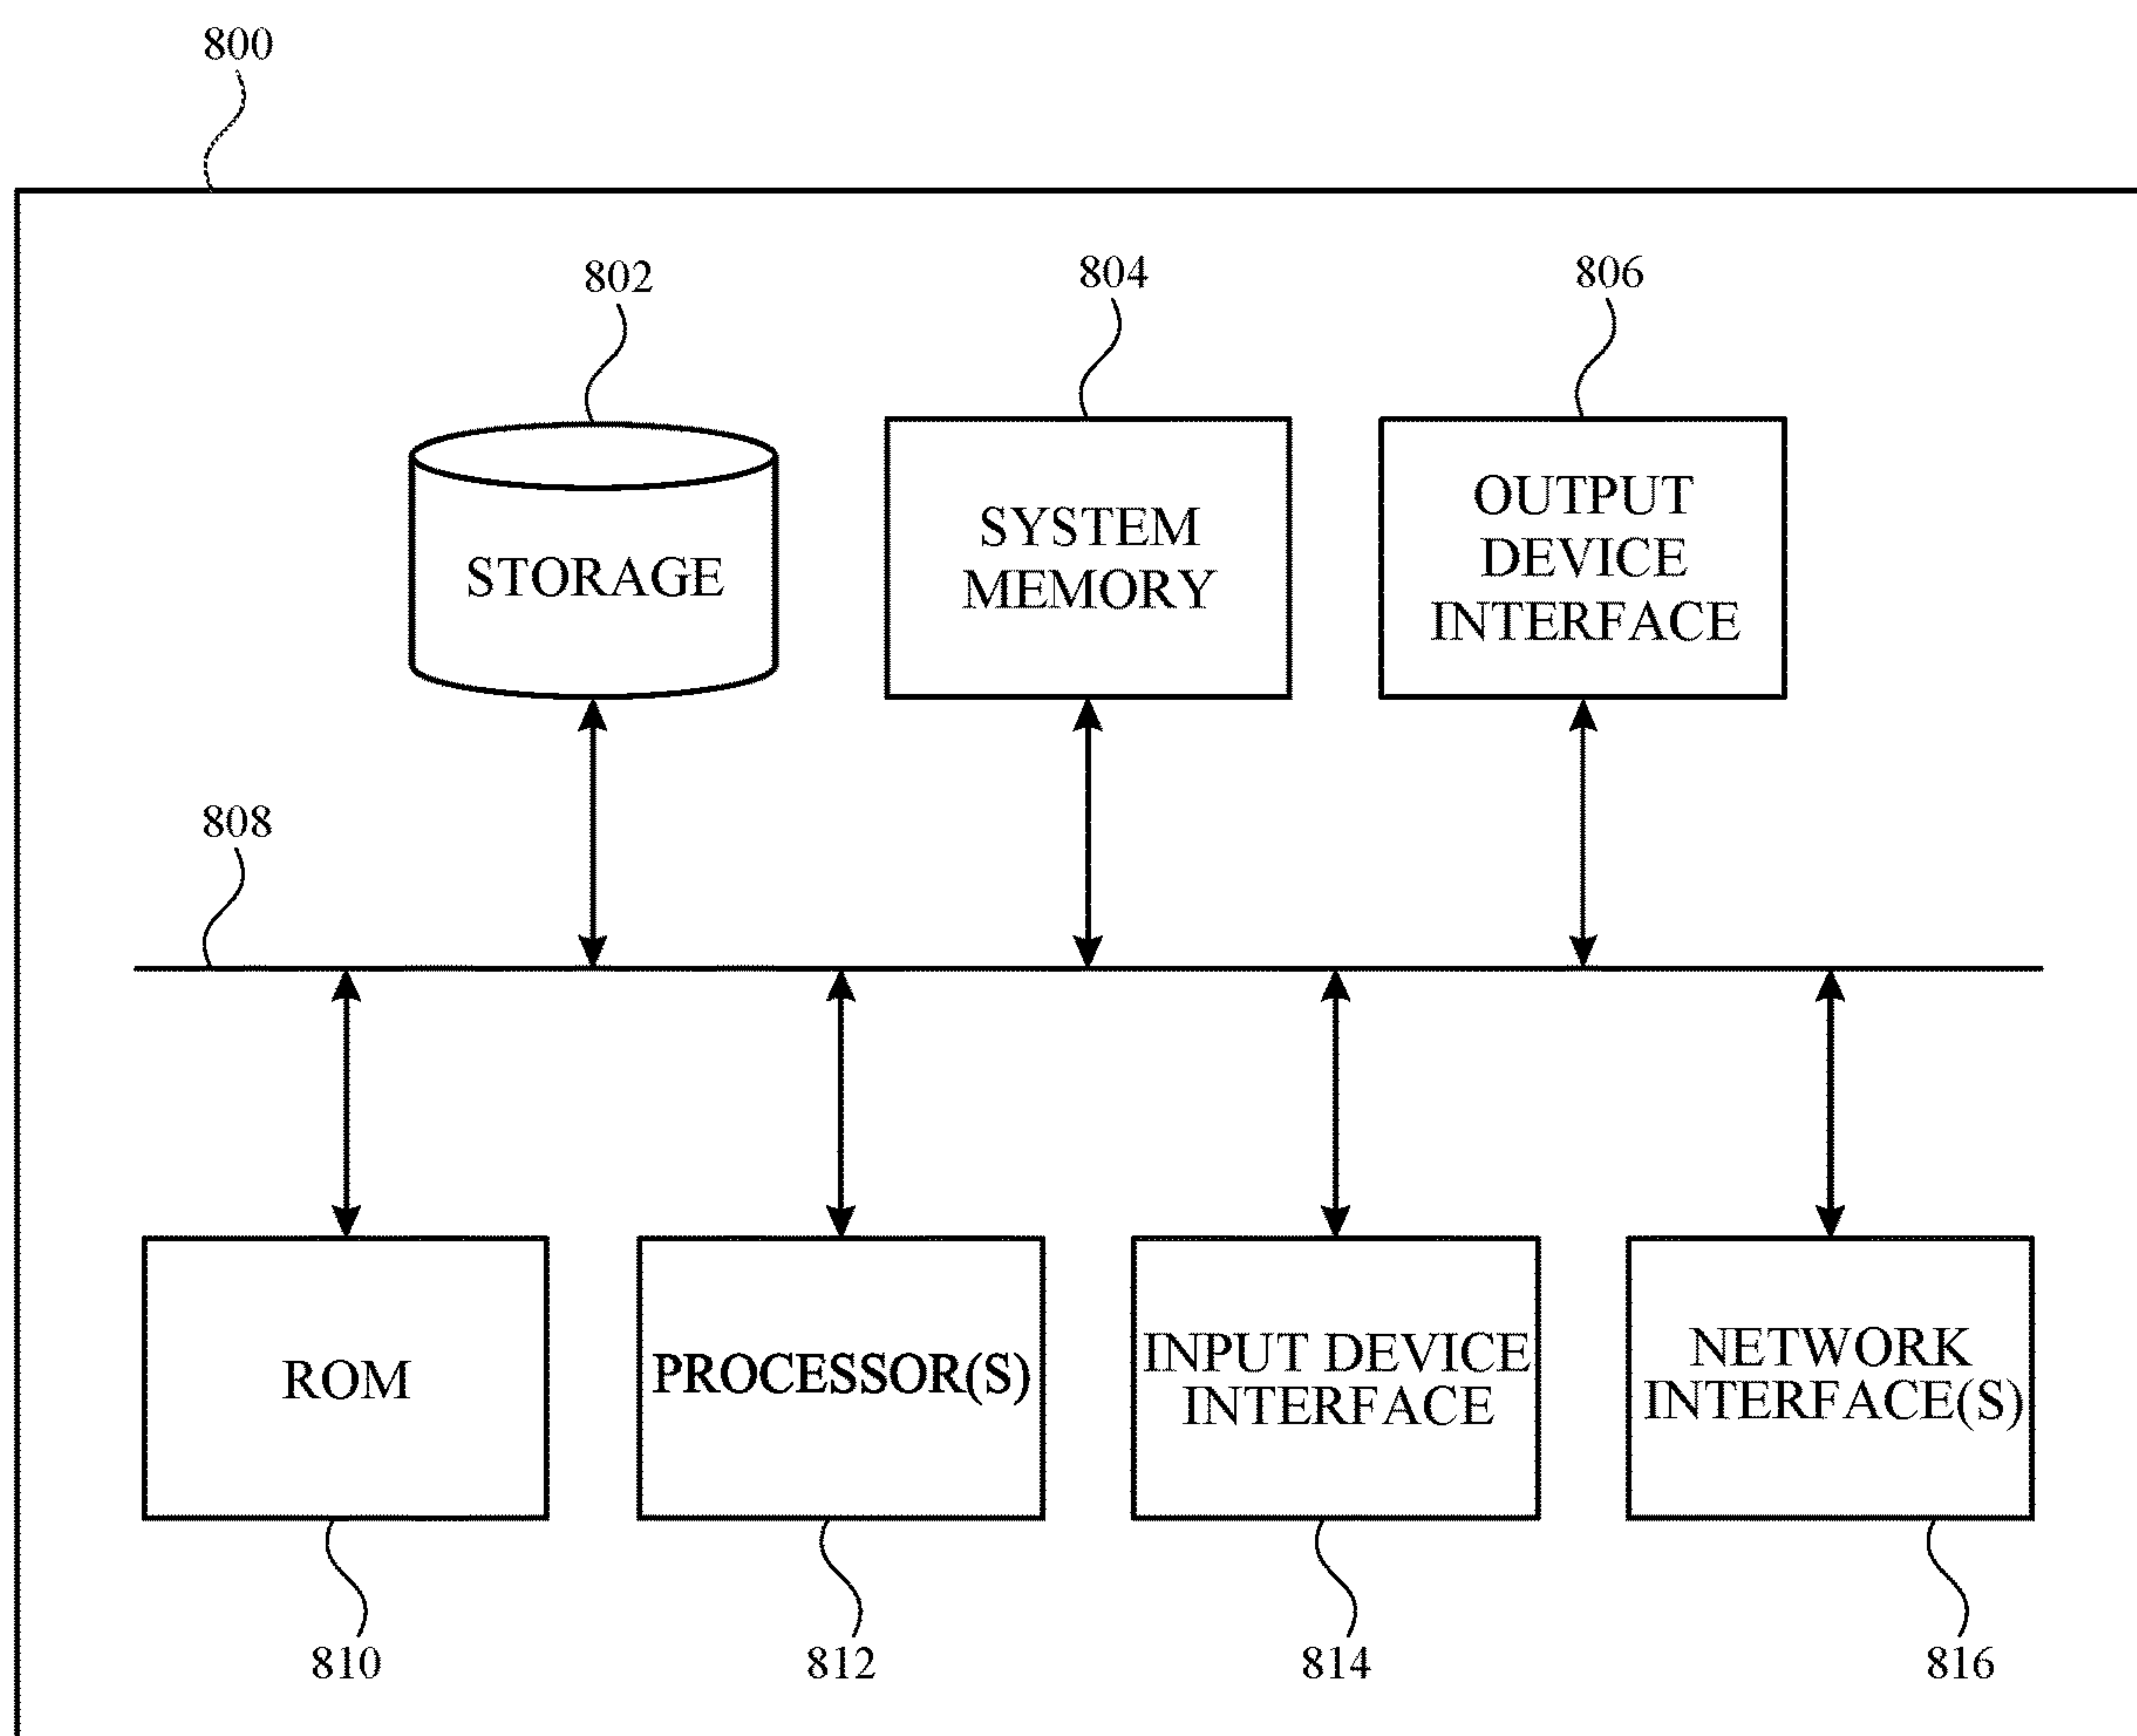 800
802
804
806
STORAGE
SYSTEM
MEMORY
OUTPUT
DEVICE
INTERFACE
808
ROM
PROCESSOR(S)
INPUT DEVICE
INTERFACE
NETWORK
INTERFACE(S)
810
812
814
816